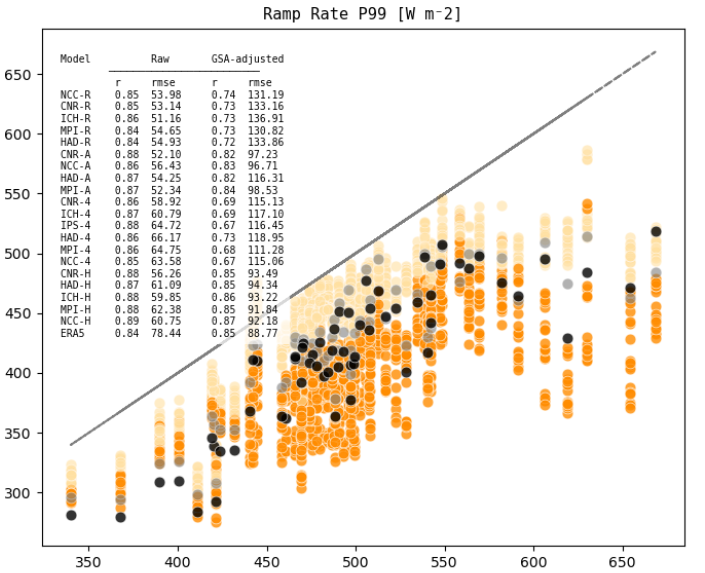 Ramp Rate P99 [W m⁻2]
Model Raw GSA-adjusted
r rmse r rmse
NCC-R 0.85 53.98 0.74 131.19
CNR-R 0.85 53.14 0.73 133.16
ICH-R 0.86 51.16 0.73 136.91
MPI-R 0.84 54.65 0.73 130.82
HAD-R 0.84 54.93 0.72 133.86
CNR-A 0.88 52.10 0.82 97.23
NCC-A 0.86 56.43 0.83 96.71
HAD-A 0.87 54.25 0.82 116.31
MPI-A 0.87 52.34 0.84 98.53
CNR-4 0.86 58.92 0.69 115.13
ICH-4 0.87 60.79 0.69 117.10
IPS-4 0.88 64.72 0.67 116.45
HAD-4 0.86 66.17 0.73 118.95
MPI-4 0.86 64.75 0.68 111.28
NCC-4 0.85 63.58 0.67 115.06
CNR-H 0.88 56.26 0.85 93.49
HAD-H 0.87 61.09 0.85 94.34
ICH-H 0.88 59.85 0.86 93.22
MPI-H 0.88 62.38 0.85 91.84
NCC-H 0.89 60.75 0.87 92.18
ERA5 0.84 78.44 0.85 88.77
650
600
550
500
450
400
350
300
350 400 450 500 550 600 650